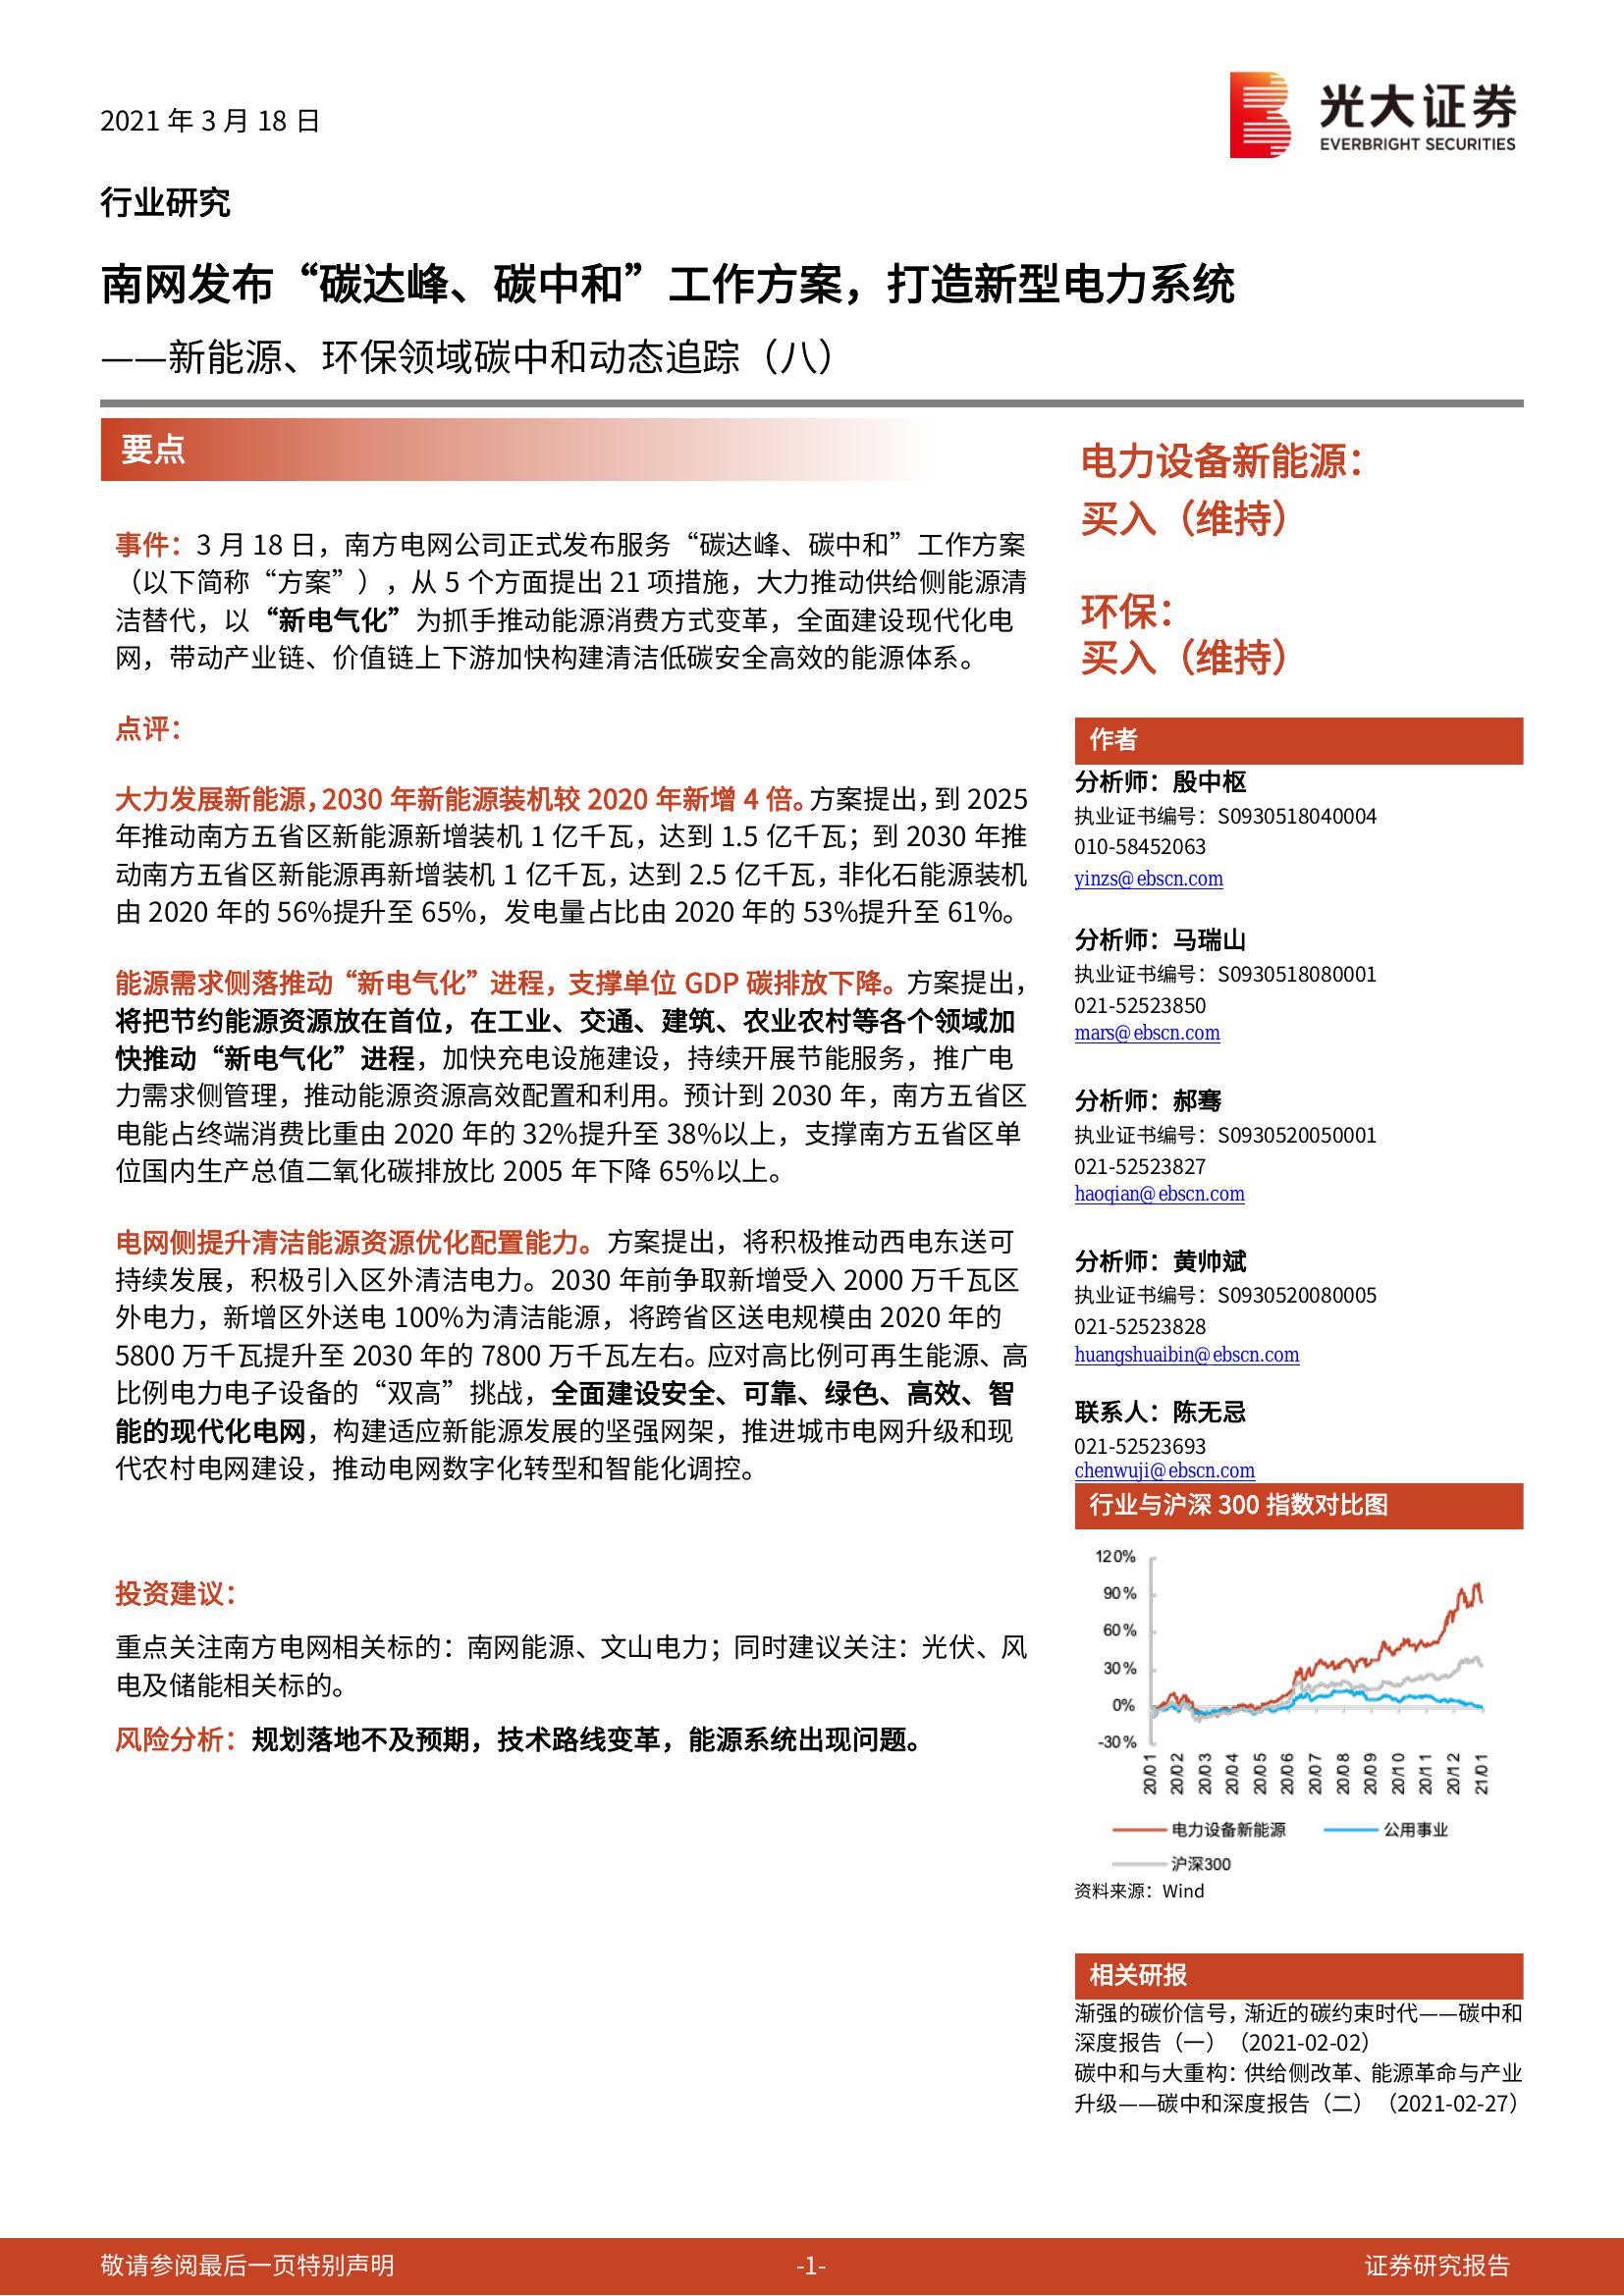 2021 年 3 月 18 日
光大证券
EVERBRIGHT SECURITIES
行业研究
南网发布“碳达峰、碳中和”工作方案，打造新型电力系统
——新能源、环保领域碳中和动态追踪（八）
要点
事件：3 月 18 日，南方电网公司正式发布服务“碳达峰、碳中和”工作方案
（以下简称“方案”），从 5 个方面提出 21 项措施，大力推动供给侧能源清
洁替代，以“新电气化”为抓手推动能源消费方式变革，全面建设现代化电
网，带动产业链、价值链上下游加快构建清洁低碳安全高效的能源体系。
点评：
大力发展新能源，2030 年新能源装机较 2020 年新增 4 倍。方案提出，到 2025
年推动南方五省区新能源新增装机 1 亿千瓦，达到 1.5 亿千瓦；到 2030 年推
动南方五省区新能源再新增装机 1 亿千瓦，达到 2.5 亿千瓦，非化石能源装机
由 2020 年的 56%提升至 65%，发电量占比由 2020 年的 53%提升至 61%。
能源需求侧落推动“新电气化”进程，支撑单位 GDP 碳排放下降。方案提出，
将把节约能源资源放在首位，在工业、交通、建筑、农业农村等各个领域加
快推动“新电气化”进程，加快充电设施建设，持续开展节能服务，推广电
力需求侧管理，推动能源资源高效配置和利用。预计到 2030 年，南方五省区
电能占终端消费比重由 2020 年的 32%提升至 38%以上，支撑南方五省区单
位国内生产总值二氧化碳排放比 2005 年下降 65%以上。
电网侧提升清洁能源资源优化配置能力。方案提出，将积极推动西电东送可
持续发展，积极引入区外清洁电力。2030 年前争取新增受入 2000 万千瓦区
外电力，新增区外送电 100%为清洁能源，将跨省区送电规模由 2020 年的
5800 万千瓦提升至 2030 年的 7800 万千瓦左右。应对高比例可再生能源、高
比例电力电子设备的“双高”挑战，全面建设安全、可靠、绿色、高效、智
能的现代化电网，构建适应新能源发展的坚强网架，推进城市电网升级和现
代农村电网建设，推动电网数字化转型和智能化调控。
投资建议：
重点关注南方电网相关标的：南网能源、文山电力；同时建议关注：光伏、风
电及储能相关标的。
风险分析：规划落地不及预期，技术路线变革，能源系统出现问题。
电力设备新能源：
买入（维持）
环保：
买入（维持）
作者
分析师：殷中枢
执业证书编号：S0930518040004
010-58452063
yinzs@ebscn.com
分析师：马瑞山
执业证书编号：S0930518080001
021-52523850
mars@ebscn.com
分析师：郝骞
执业证书编号：S0930520050001
021-52523827
haoqian@ebscn.com
分析师：黄帅斌
执业证书编号：S0930520080005
021-52523828
huangshuaibin@ebscn.com
联系人：陈无忌
021-52523693
chenwuji@ebscn.com
行业与沪深 300 指数对比图
120%
90%
60%
30%
0%
-30%
20/01
20/02
20/03
20/04
20/05
20/06
20/07
20/08
20/09
20/10
20/11
20/12
21/01
电力设备新能源
公用事业
沪深300
资料来源：Wind
相关研报
渐强的碳价信号，渐近的碳约束时代——碳中和
深度报告（一）（2021-02-02）
碳中和与大重构：供给侧改革、能源革命与产业
升级——碳中和深度报告（二）（2021-02-27）
敬请参阅最后一页特别声明
-1-
证券研究报告